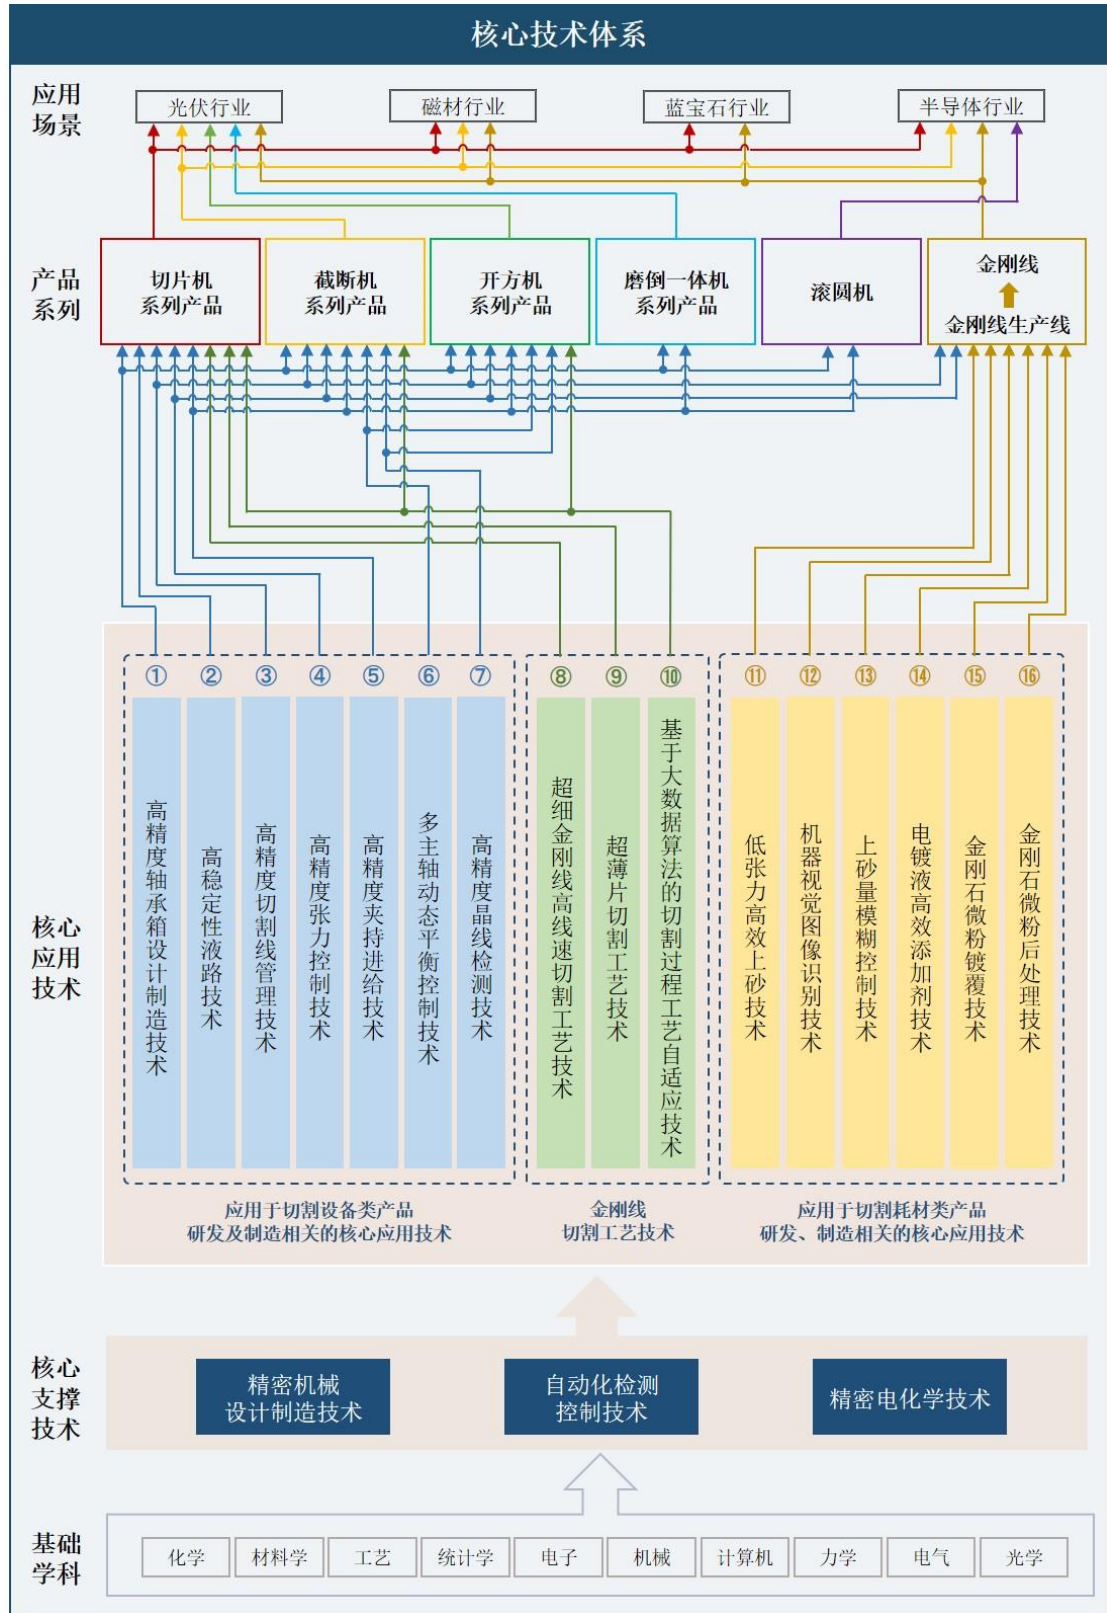 核心技术体系
应用
场景
光伏行业
磁材行业
蓝宝石行业
半导体行业
产品
系列
切片机
系列产品
截断机
系列产品
开方机
系列产品
磨倒一体机
系列产品
滚圆机
金刚线
金刚线生产线
核心
应用
技术
①
②
③
④
⑤
⑥
⑦
⑧
⑨
⑩
⑪
⑫
⑬
⑭
⑮
⑯
高精度轴承箱设计制造技术
高稳定性液路技术
高精度切割线管理技术
高精度张力控制技术
高精度夹持进给技术
多主轴动态平衡控制技术
高精度晶线检测技术
超细金刚线高线速切割工艺技术
超薄片切割工艺技术
基于大数据算法的切割过程工艺自适应技术
低张力高效上砂技术
机器视觉图像识别技术
上砂量模糊控制技术
电镀液高效添加剂技术
金刚石微粉镀覆技术
金刚石微粉后处理技术
应用于切割设备类产品
研发及制造相关的核心应用技术
金刚线
切割工艺技术
应用于切割耗材类产品
研发、制造相关的核心应用技术
核心
支撑
技术
精密机械
设计制造技术
自动化检测
控制技术
精密电化学技术
基础
学科
化学
材料学
工艺
统计学
电子
机械
计算机
力学
电气
光学